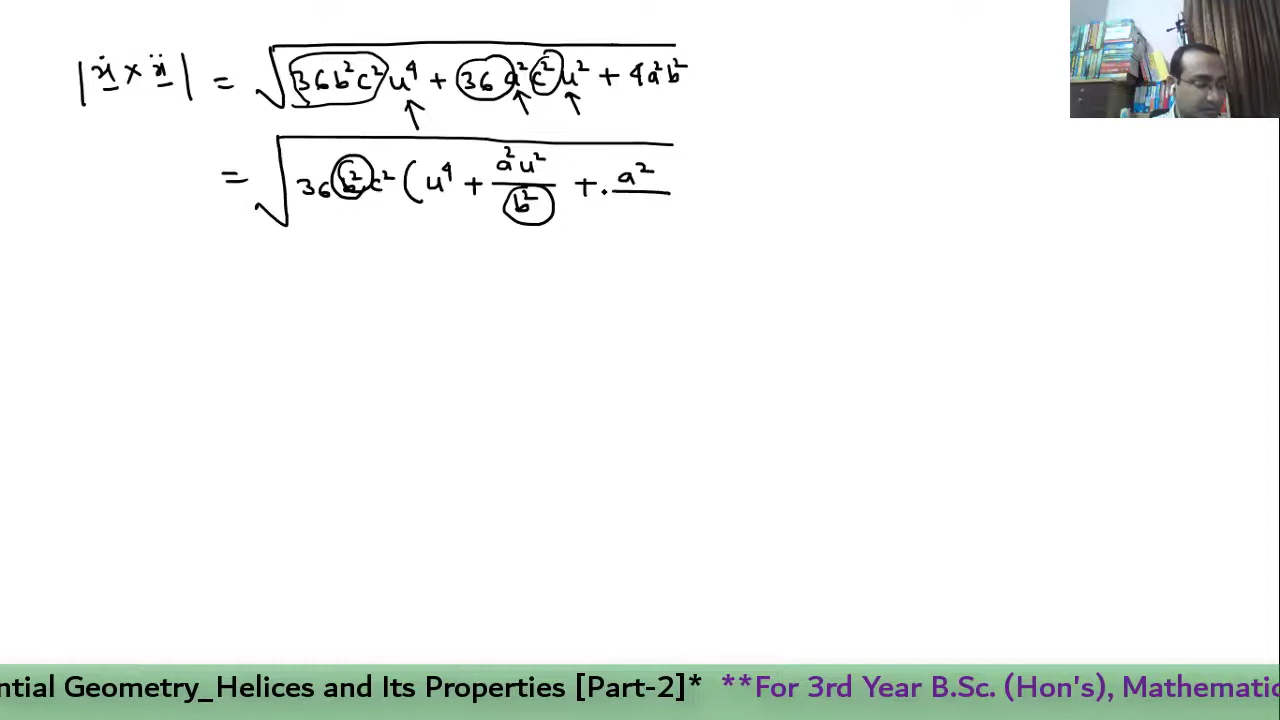 |ẋ × ẍ| = √(36b²c²u⁴ + 36a²c²u² + 4a²b²
= √(36b²c²(u⁴ + a²u²/b² + a²/
ntial Geometry_Helices and Its Properties [Part-2]* **For 3rd Year B.Sc. (Hon's), Mathematic